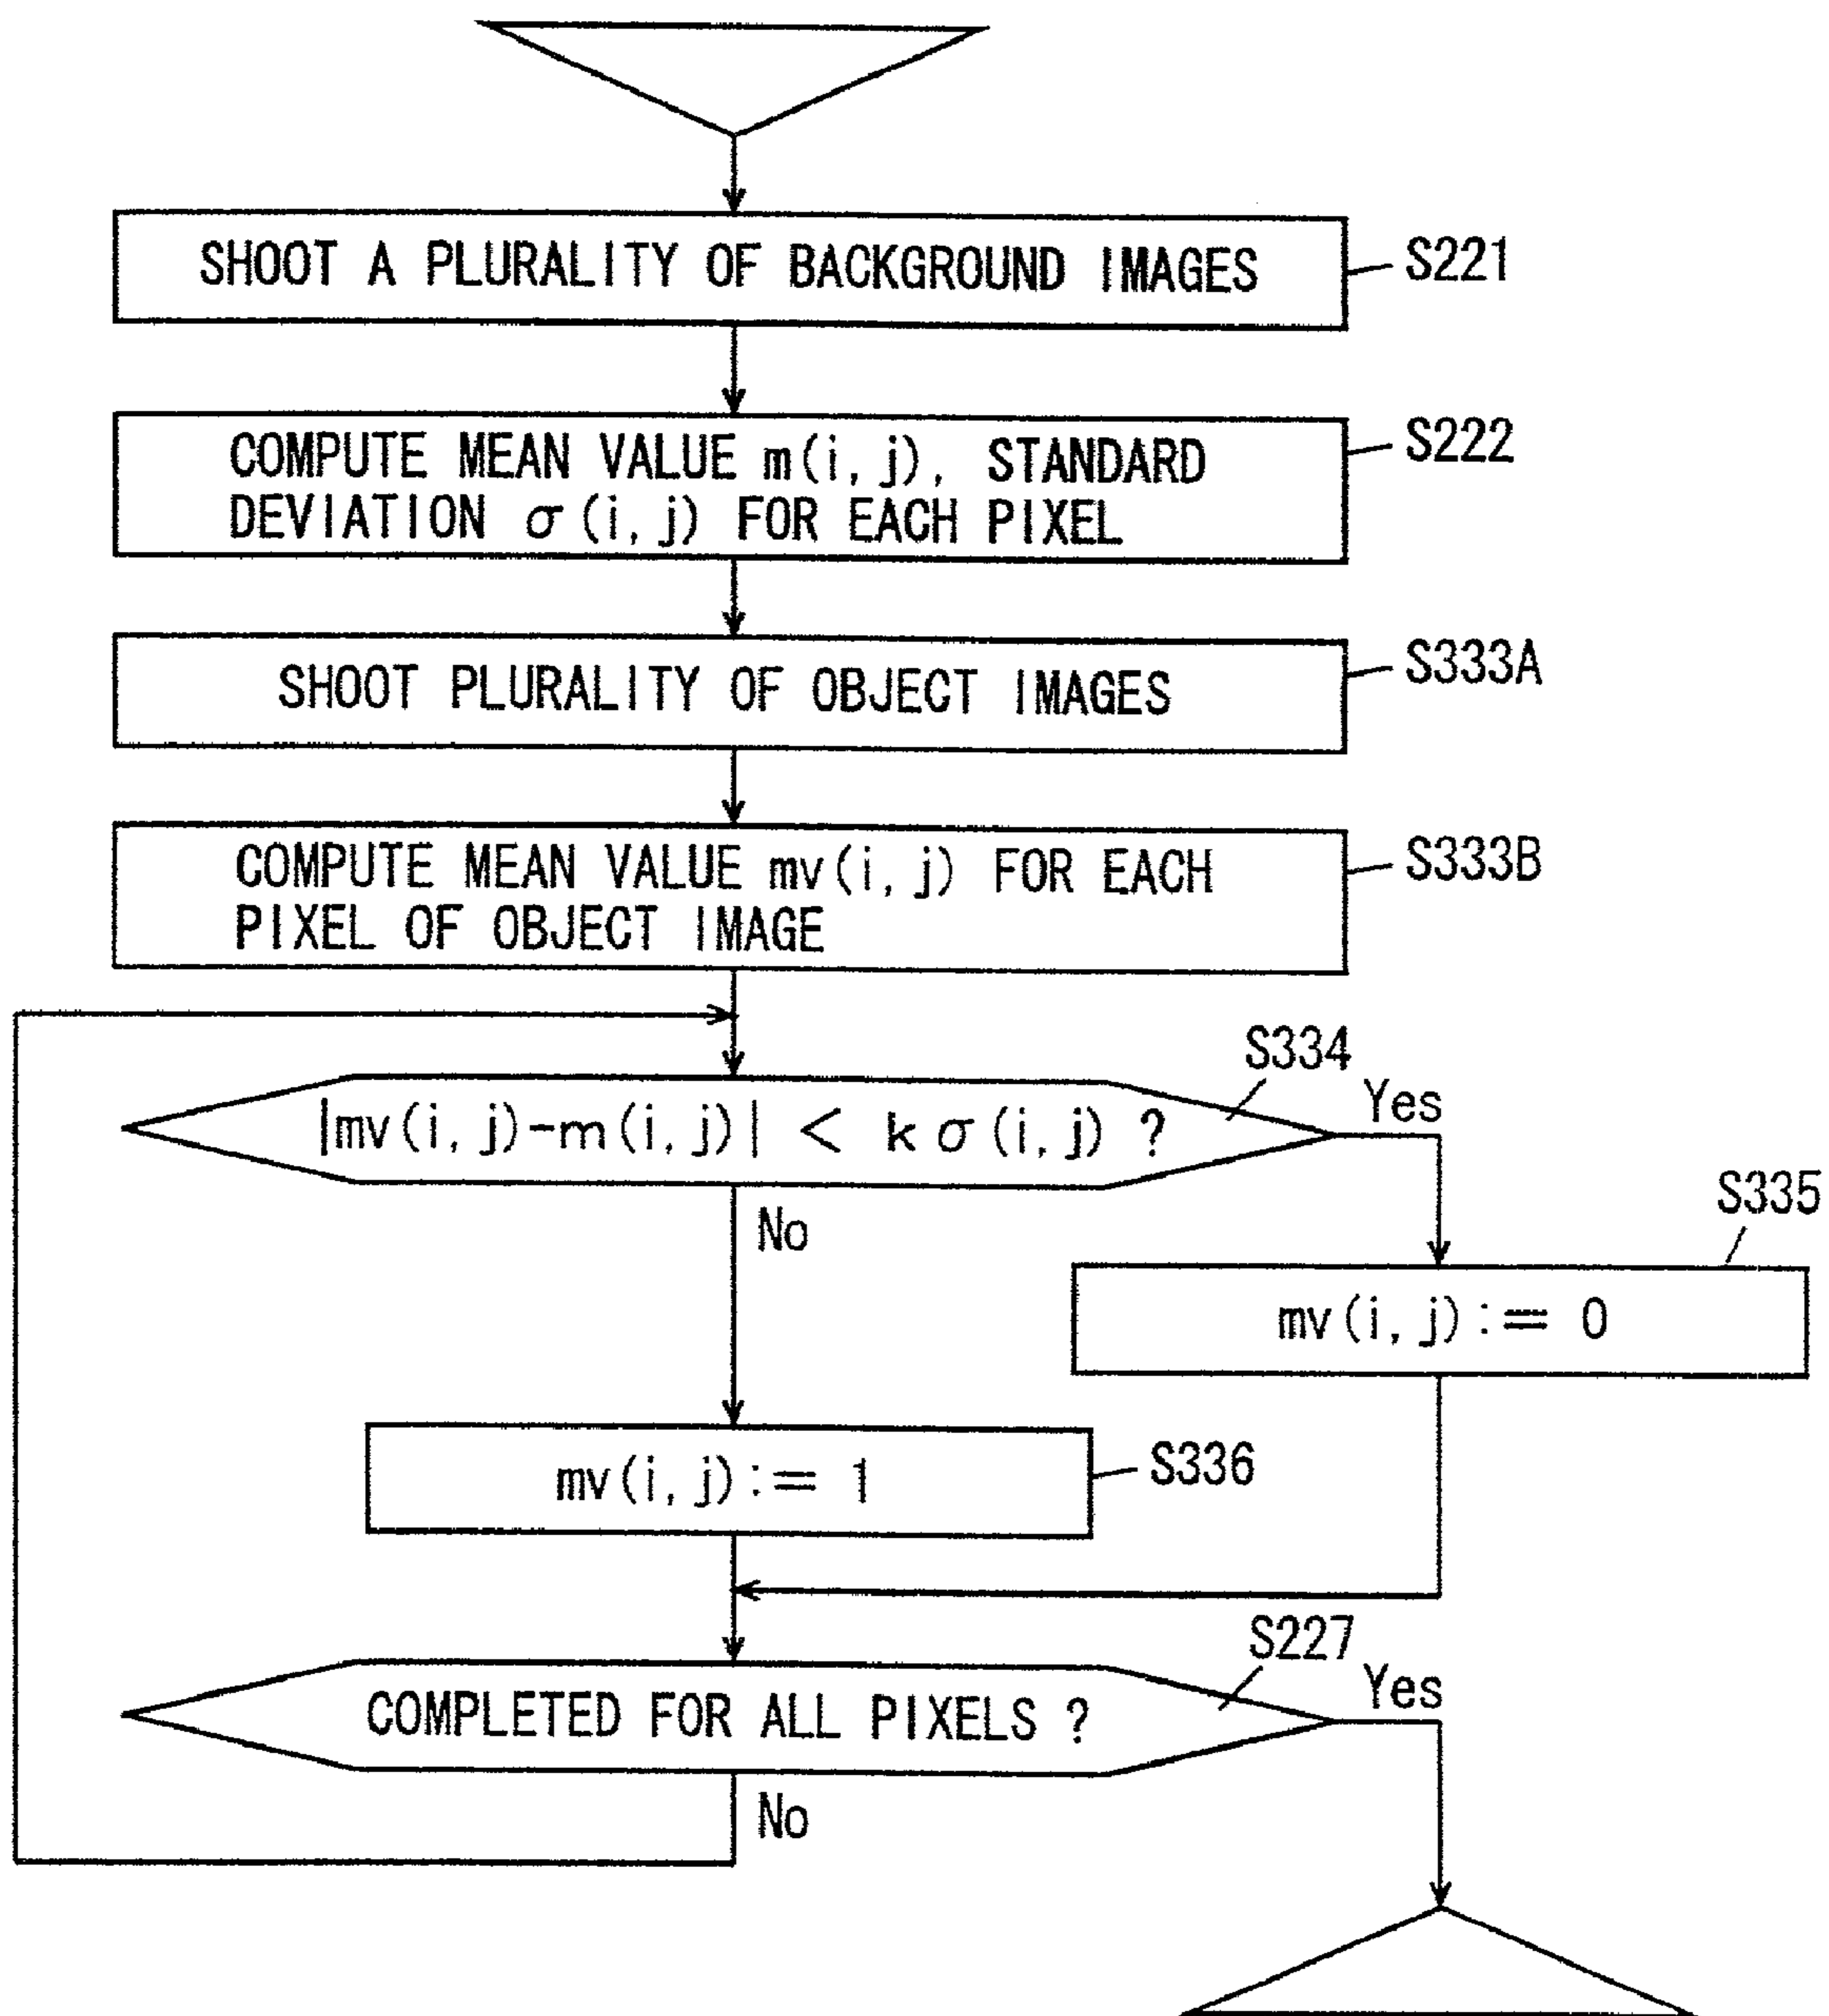 SHOOT A PLURALITY OF BACKGROUND IMAGES
S221
COMPUTE MEAN VALUE m(i, j), STANDARD
DEVIATION σ(i, j) FOR EACH PIXEL
S222
SHOOT PLURALITY OF OBJECT IMAGES
S333A
COMPUTE MEAN VALUE mv(i, j) FOR EACH
PIXEL OF OBJECT IMAGE
S333B
S334
|mv(i, j)-m(i, j)| < kσ(i, j) ?
Yes
No
S335
mv(i, j):= 0
mv(i, j):= 1
S336
S227
COMPLETED FOR ALL PIXELS ?
Yes
No